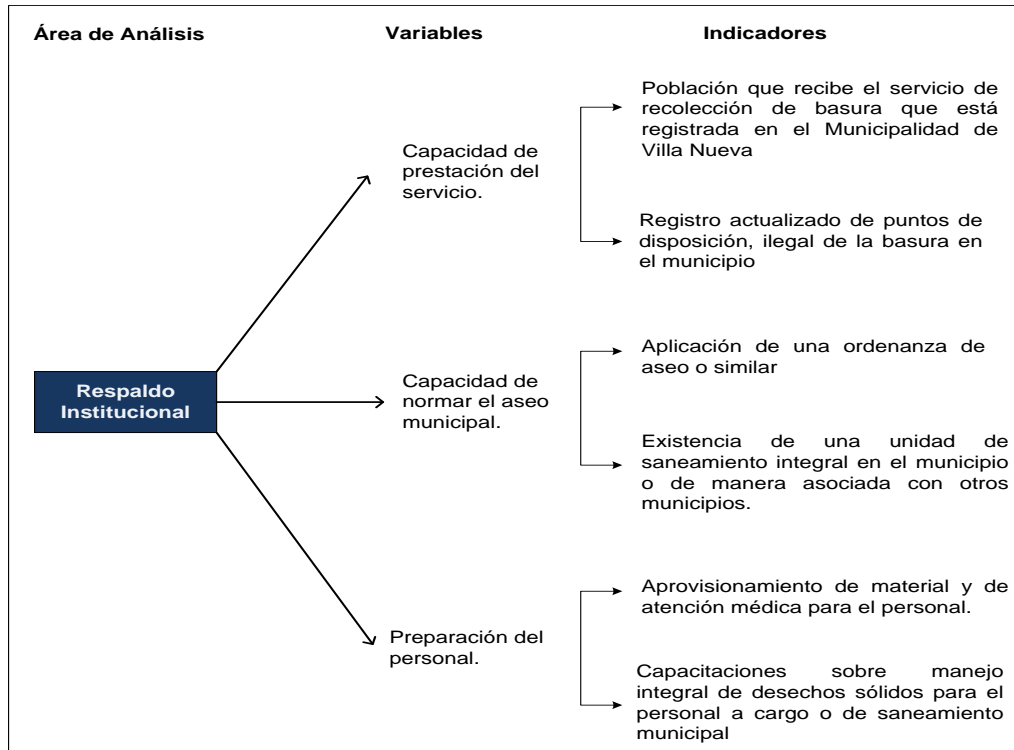 Área de Análisis
Variables
Indicadores
Población que recibe el servicio de
recolección de basura que está
registrada en el Municipalidad de
Villa Nueva
Capacidad de
prestación del
servicio.
Registro actualizado de puntos de
disposición, ilegal de la basura en
el municipio
Respaldo
Institucional
Capacidad de
normar el aseo
municipal.
Aplicación de una ordenanza de
aseo o similar
Existencia de una unidad de
saneamiento integral en el municipio
o de manera asociada con otros
municipios.
Preparación del
personal.
Aprovisionamiento de material y de
atención médica para el personal.
Capacitaciones sobre manejo
integral de desechos sólidos para el
personal a cargo o de saneamiento
municipal